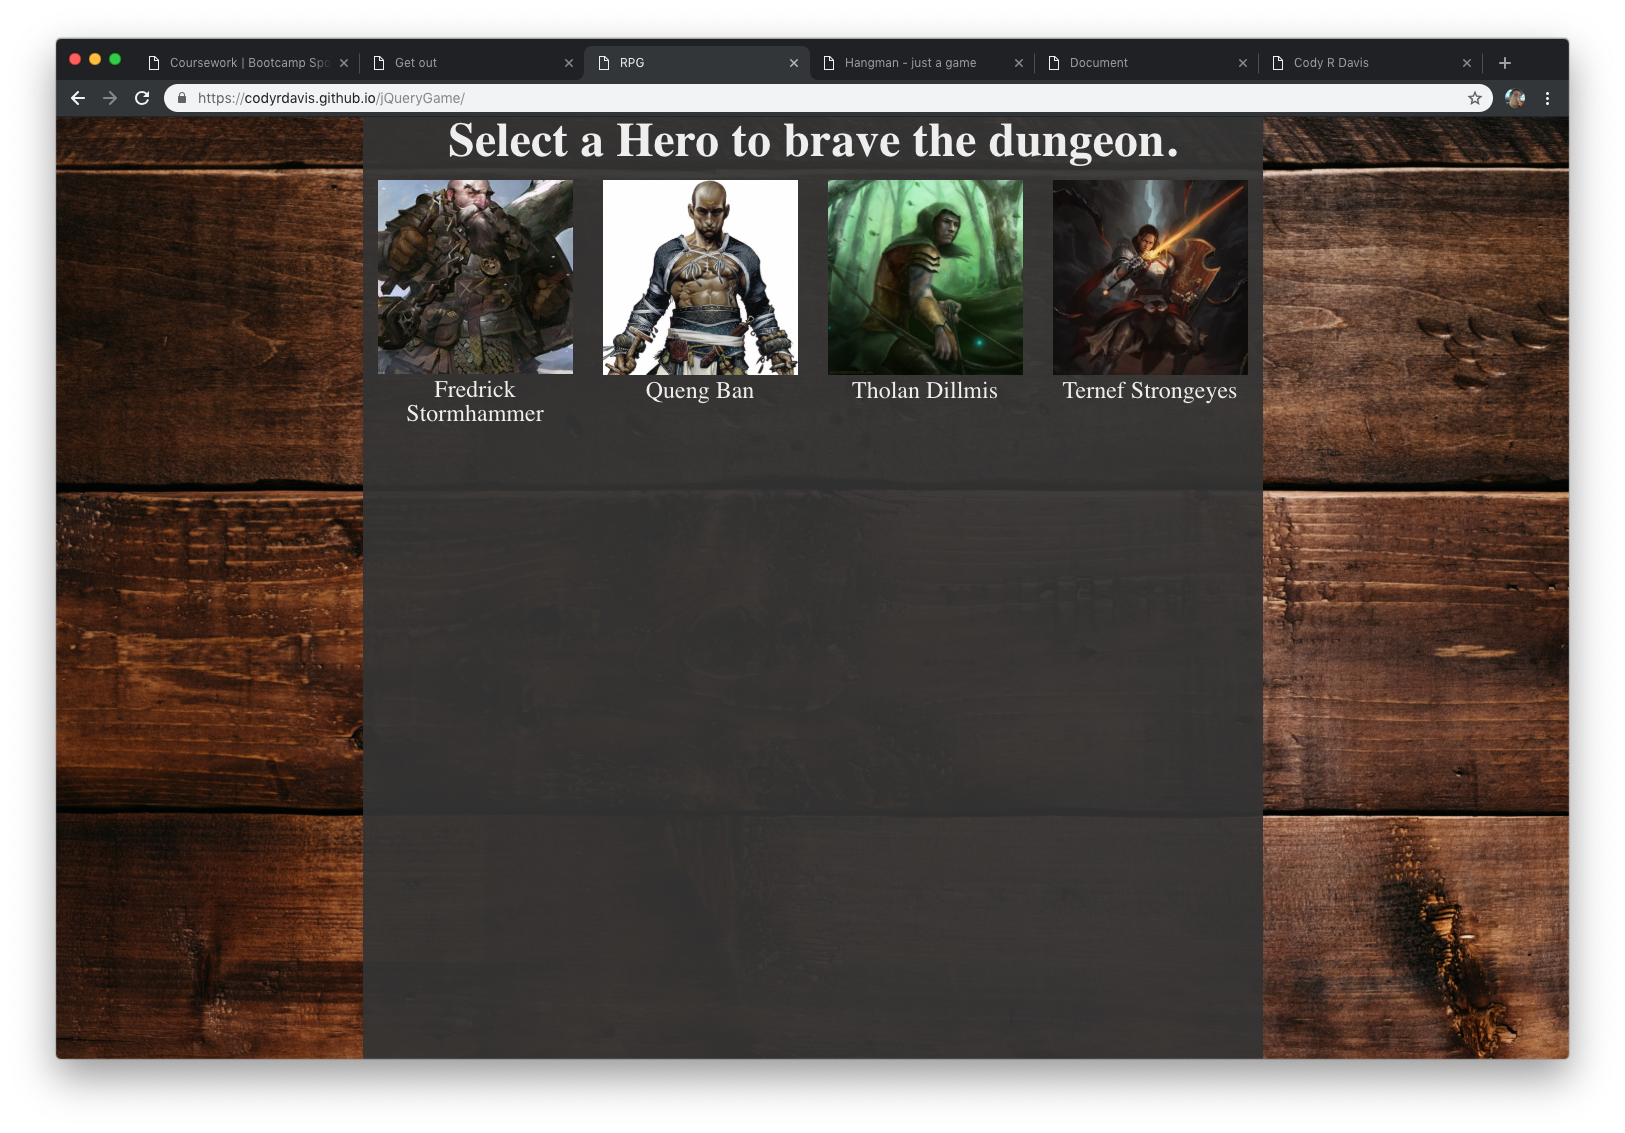 Coursework | Bootcamp Spo
Get out
RPG
Hangman - just a game
Document
Cody R Davis
https://codyrdavis.github.io/jQueryGame/
Select a Hero to brave the dungeon.
Fredrick
Stormhammer
Queng Ban
Tholan Dillmis
Ternef Strongeyes